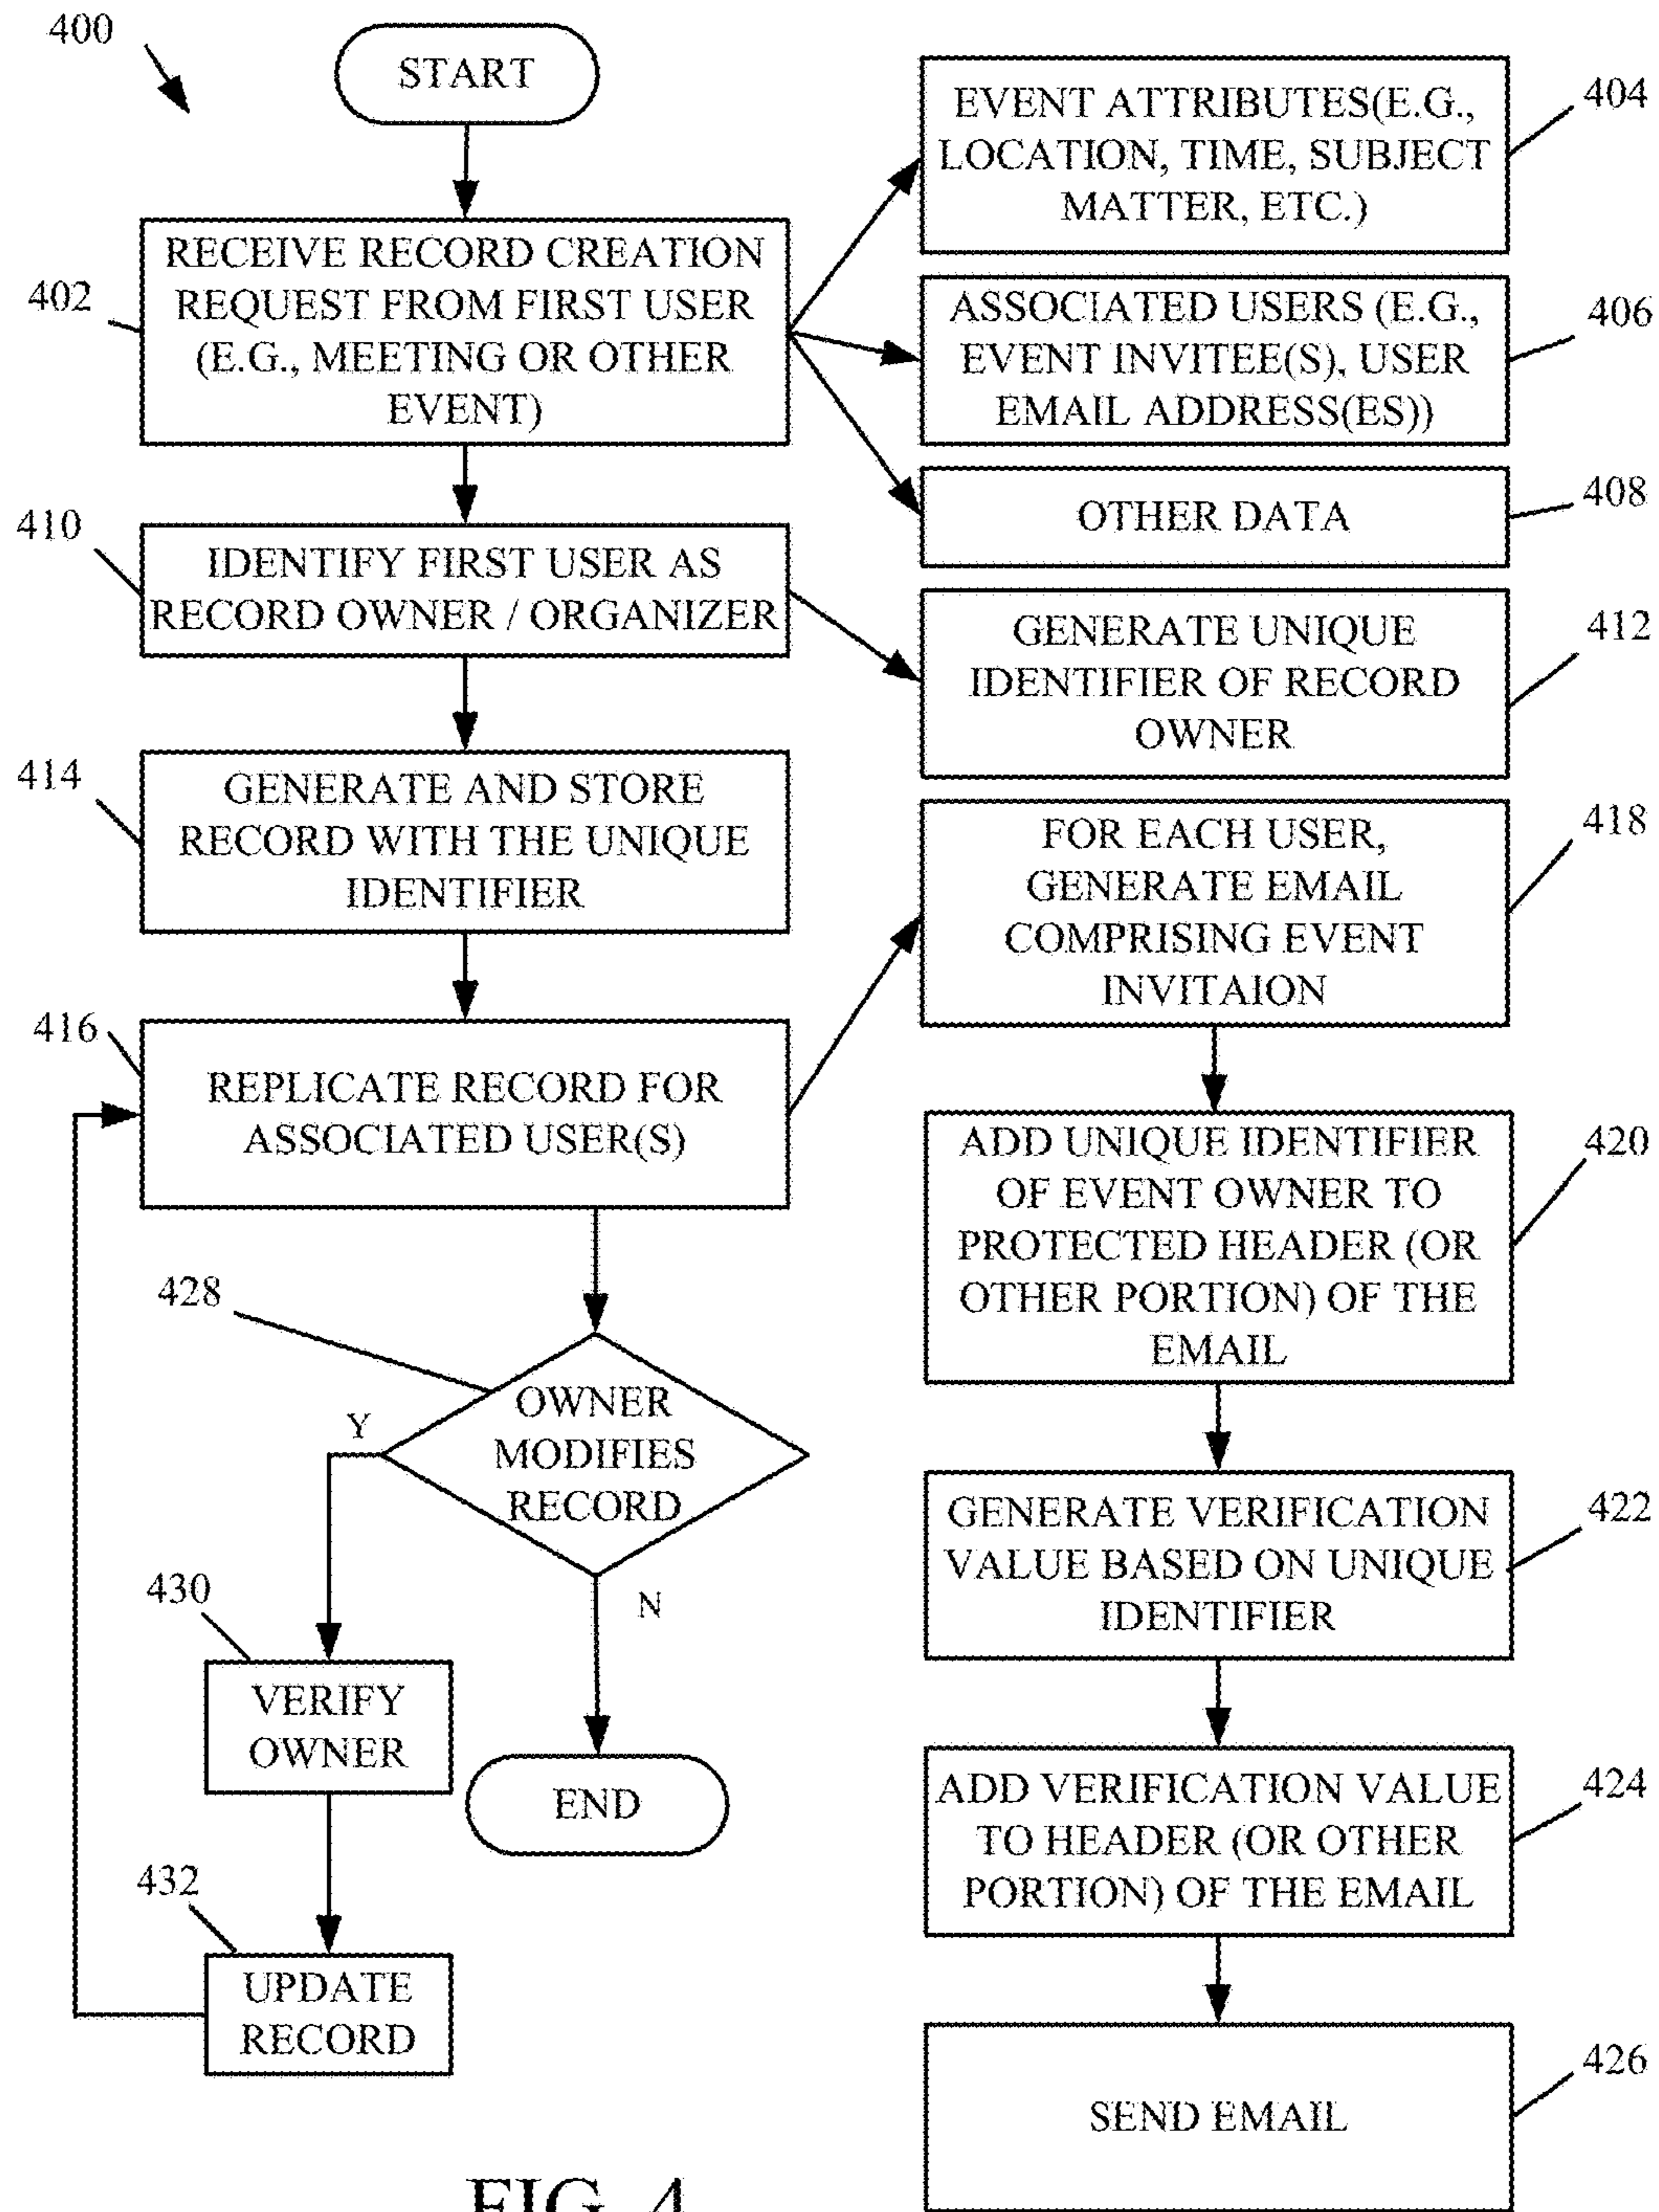 400
START
402
RECEIVE RECORD CREATION
REQUEST FROM FIRST USER
(E.G., MEETING OR OTHER
EVENT)
EVENT ATTRIBUTES(E.G.,
LOCATION, TIME, SUBJECT
MATTER, ETC.)
404
ASSOCIATED USERS (E.G.,
EVENT INVITEE(S), USER
EMAIL ADDRESS(ES))
406
OTHER DATA
408
410
IDENTIFY FIRST USER AS
RECORD OWNER / ORGANIZER
GENERATE UNIQUE
IDENTIFIER OF RECORD
OWNER
412
414
GENERATE AND STORE
RECORD WITH THE UNIQUE
IDENTIFIER
416
REPLICATE RECORD FOR
ASSOCIATED USER(S)
FOR EACH USER,
GENERATE EMAIL
COMPRISING EVENT
INVITAION
418
ADD UNIQUE IDENTIFIER
OF EVENT OWNER TO
PROTECTED HEADER (OR
OTHER PORTION) OF THE
EMAIL
420
GENERATE VERIFICATION
VALUE BASED ON UNIQUE
IDENTIFIER
422
ADD VERIFICATION VALUE
TO HEADER (OR OTHER
PORTION) OF THE EMAIL
424
SEND EMAIL
426
428
OWNER
MODIFIES
RECORD
Y
N
430
VERIFY
OWNER
END
432
UPDATE
RECORD
FIG. 4